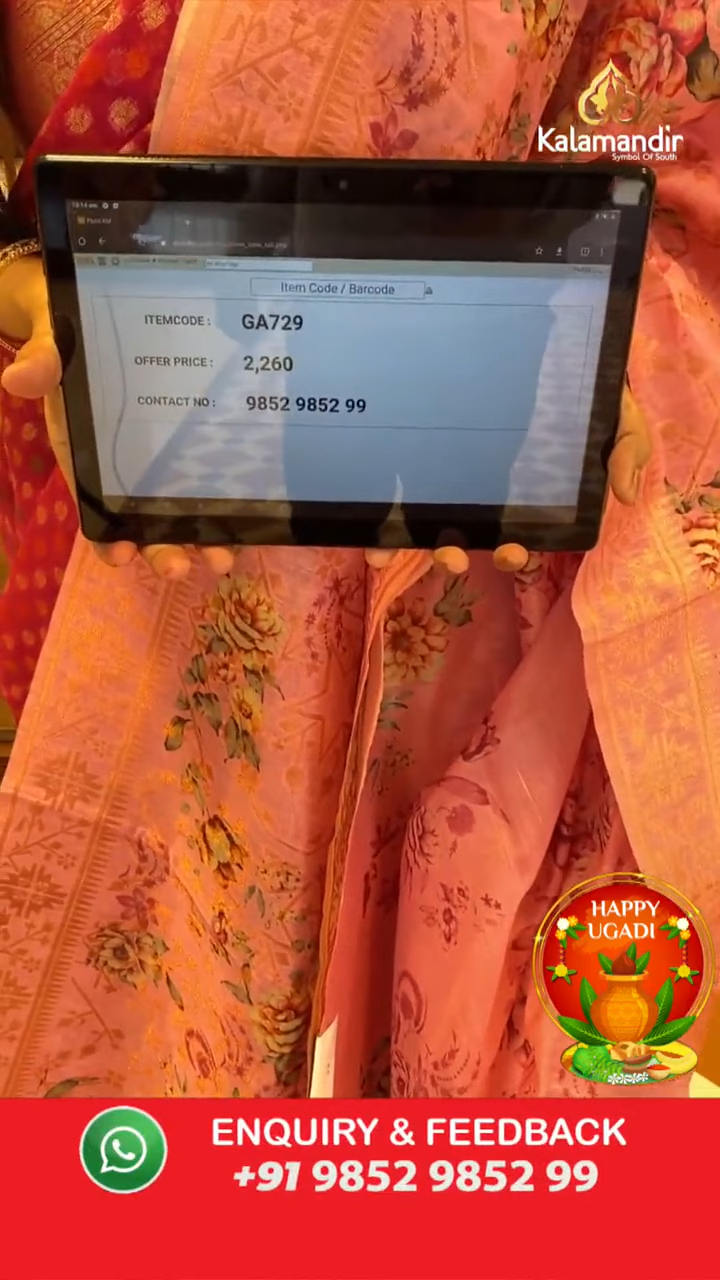 Kalamandir
Symbol Of South
Item Code / Barcode
ITEMCODE : GA729
OFFER PRICE : 2,260
CONTACT NO : 9852 9852 99
HAPPY
UGADI
ENQUIRY & FEEDBACK
+91 9852 9852 99